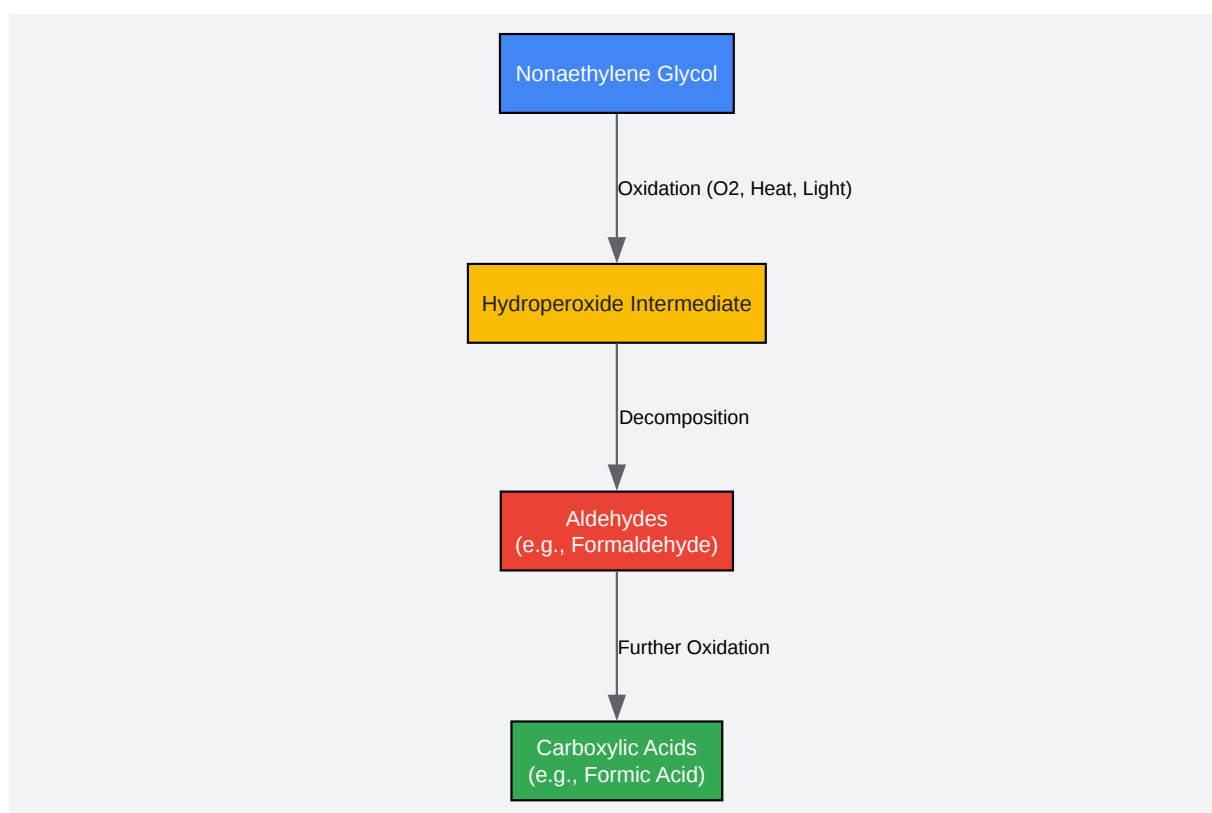 Nonaethylene Glycol
Oxidation (O2, Heat, Light)
Hydroperoxide Intermediate
Decomposition
Aldehydes
(e.g., Formaldehyde)
Further Oxidation
Carboxylic Acids
(e.g., Formic Acid)